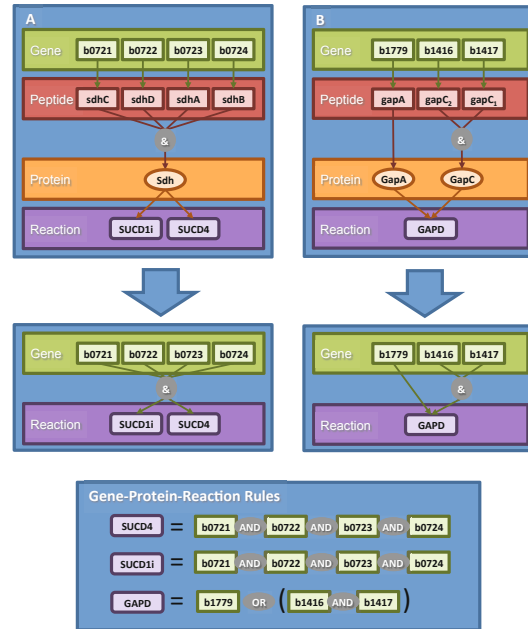 A
Gene b0721 b0722 b0723 b0724
Peptide sdhC sdhD sdhA sdhB
&
Protein Sdh
Reaction SUCD1i SUCD4
B
Gene b1779 b1416 b1417
Peptide gapA gapC₂ gapC₁
&
Protein GapA GapC
Reaction GAPD
Gene b0721 b0722 b0723 b0724
&
Reaction SUCD1i SUCD4
Gene b1779 b1416 b1417
&
Reaction GAPD
Gene-Protein-Reaction Rules
SUCD4 = b0721 AND b0722 AND b0723 AND b0724
SUCD1i = b0721 AND b0722 AND b0723 AND b0724
GAPD = b1779 OR ( b1416 AND b1417 )